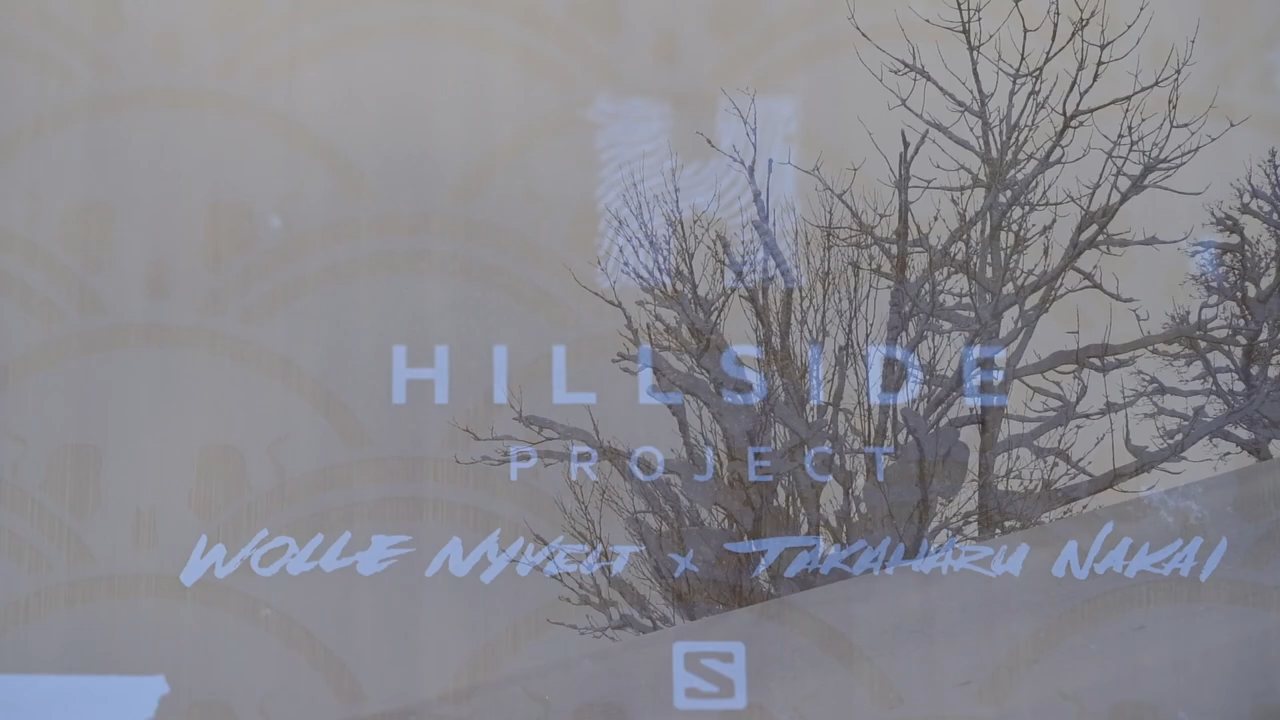 H
HILLSIDE
PROJECT
WOLLE NYVELT x TAKAHARU NAKAI
S